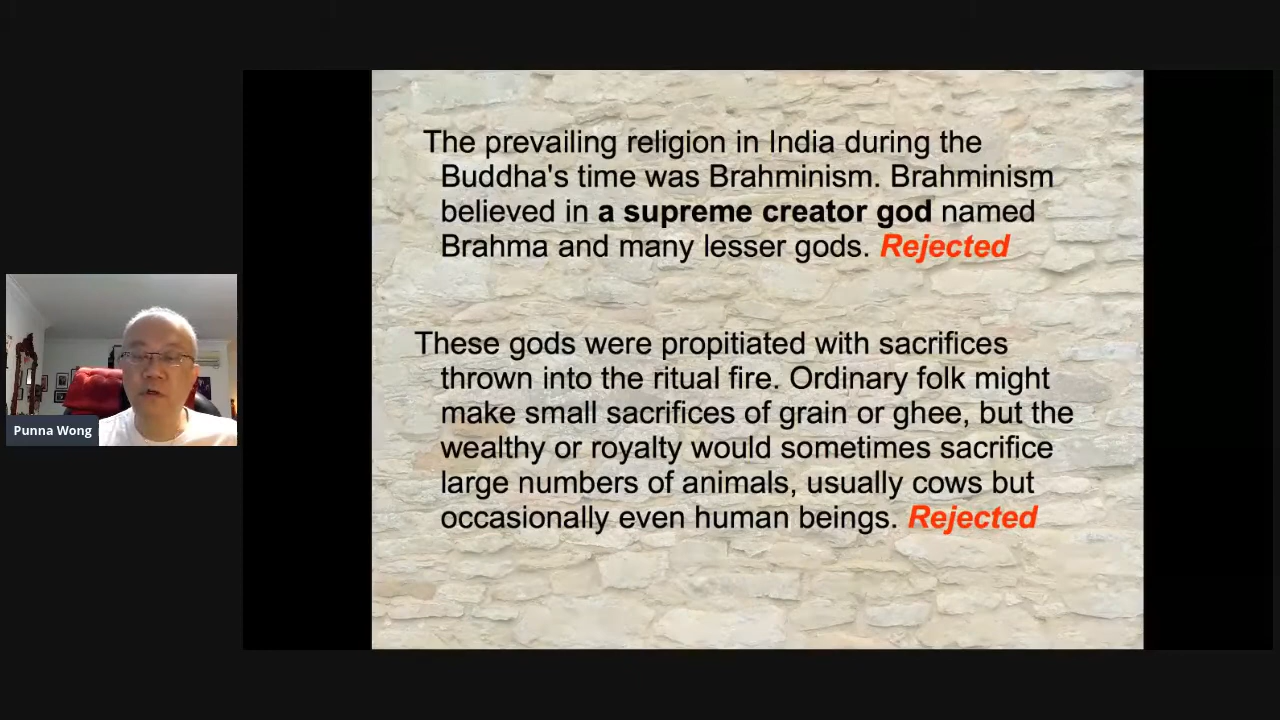 The prevailing religion in India during the
Buddha's time was Brahminism. Brahminism
believed in a supreme creator god named
Brahma and many lesser gods. Rejected
These gods were propitiated with sacrifices
thrown into the ritual fire. Ordinary folk might
make small sacrifices of grain or ghee, but the
wealthy or royalty would sometimes sacrifice
large numbers of animals, usually cows but
occasionally even human beings. Rejected
Punna Wong